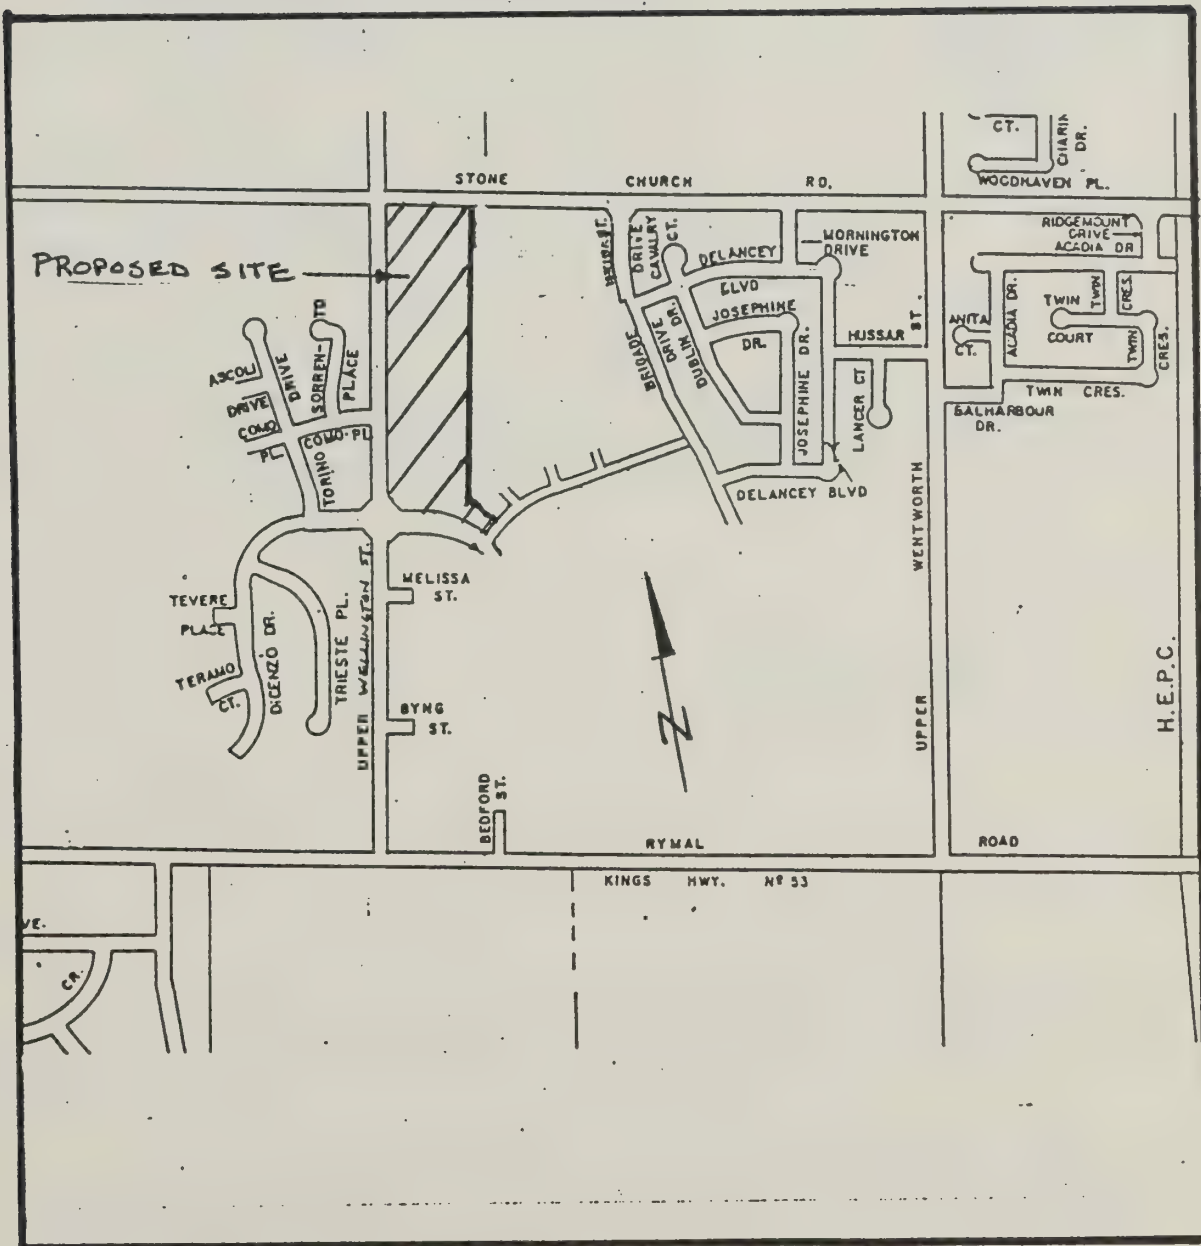 CT.
CHARIN
DR.
WOODHAVEN PL.
STONE CHURCH RD.
RIDGEMOUNT
DRIVE
ACADIA DR
PROPOSED SITE
DRIVE
CAVALRY
CT.
DELANCEY
BLVD
MORNINGTON
DRIVE
JOSEPHINE
DR.
HUSSAR
ST.
BRIGADE
DRIVE
DUBLIN DR.
JOSEPHINE DR.
LANCER CT
DELANCEY BLVD
ANITA
CT.
ACADIA DR.
TWIN
COURT
TWIN
CRES.
TWIN
CRES.
TWIN CRES.
BALHARBOUR
DR.
ASCOLI
DRIVE
DRIVE
SORREN-
TO
PLACE
COMO
PL.
COMO PL
TORINO
TEVERE
PLACE
TERAMO
CT.
DICENZO DR.
TRIESTE PL.
UPPER WELLINGTON ST.
MELISSA
ST.
BYNG
ST.
BEDFORD
ST.
N
UPPER WENTWORTH
H.E.P.C.
RYMAL ROAD
KINGS HWY. Nº 53
VE.
CR.